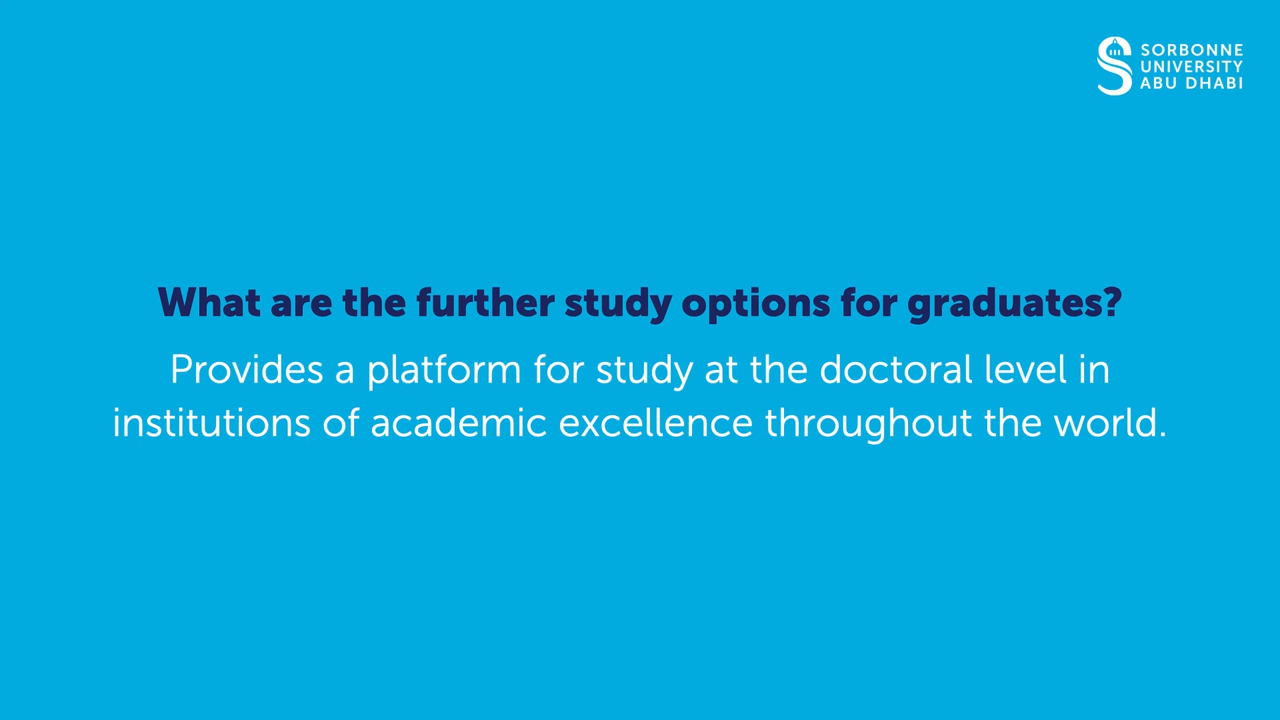 SORBONNE
UNIVERSITY
ABU DHABI
What are the further study options for graduates?
Provides a platform for study at the doctoral level in
institutions of academic excellence throughout the world.